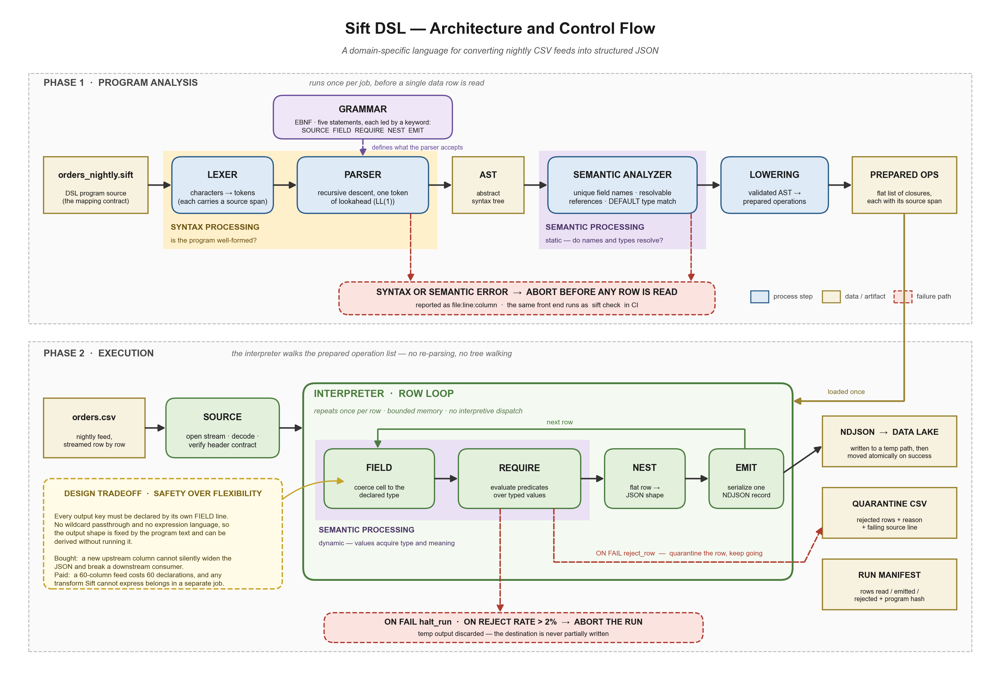 Sift DSL — Architecture and Control Flow
A domain-specific language for converting nightly CSV feeds into structured JSON
PHASE 1 · PROGRAM ANALYSIS
runs once per job, before a single data row is read
GRAMMAR
EBNF · five statements, each led by a keyword:
SOURCE FIELD REQUIRE NEST EMIT
defines what the parser accepts
orders_nightly.sift
DSL program source
(the mapping contract)
LEXER
characters → tokens
(each carries a source span)
PARSER
recursive descent, one token
of lookahead (LL(1))
AST
abstract
syntax tree
SEMANTIC ANALYZER
unique field names · resolvable
references · DEFAULT type match
LOWERING
validated AST →
prepared operations
PREPARED OPS
flat list of closures,
each with its source span
SYNTAX PROCESSING
is the program well-formed?
SEMANTIC PROCESSING
static — do names and types resolve?
SYNTAX OR SEMANTIC ERROR → ABORT BEFORE ANY ROW IS READ
reported as file:line:column · the same front end runs as sift check in CI
process step
data / artifact
failure path
PHASE 2 · EXECUTION
the interpreter walks the prepared operation list — no re-parsing, no tree walking
loaded once
orders.csv
nightly feed,
streamed row by row
SOURCE
open stream · decode ·
verify header contract
INTERPRETER · ROW LOOP
repeats once per row · bounded memory · no interpretive dispatch
next row
FIELD
coerce cell to the
declared type
REQUIRE
evaluate predicates
over typed values
NEST
flat row →
JSON shape
EMIT
serialize one
NDJSON record
SEMANTIC PROCESSING
dynamic — values acquire type and meaning
ON FAIL reject_row — quarantine the row, keep going
NDJSON → DATA LAKE
written to a temp path, then
moved atomically on success
QUARANTINE CSV
rejected rows + reason
+ failing source line
RUN MANIFEST
rows read / emitted /
rejected + program hash
DESIGN TRADEOFF · SAFETY OVER FLEXIBILITY
Every output key must be declared by its own FIELD line.
No wildcard passthrough and no expression language, so
the output shape is fixed by the program text and can be
derived without running it.
Bought: a new upstream column cannot silently widen the
JSON and break a downstream consumer.
Paid: a 60-column feed costs 60 declarations, and any
transform Sift cannot express belongs in a separate job.
ON FAIL halt_run · ON REJECT RATE > 2% → ABORT THE RUN
temp output discarded — the destination is never partially written